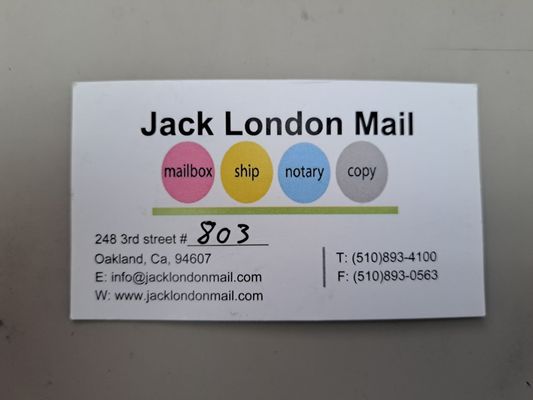 Jack London Mail
mailbox ship notary copy
248 3rd street # 803
Oakland, Ca, 94607
E: info@jacklondonmail.com
W: www.jacklondonmail.com
T: (510)893-4100
F: (510)893-0563